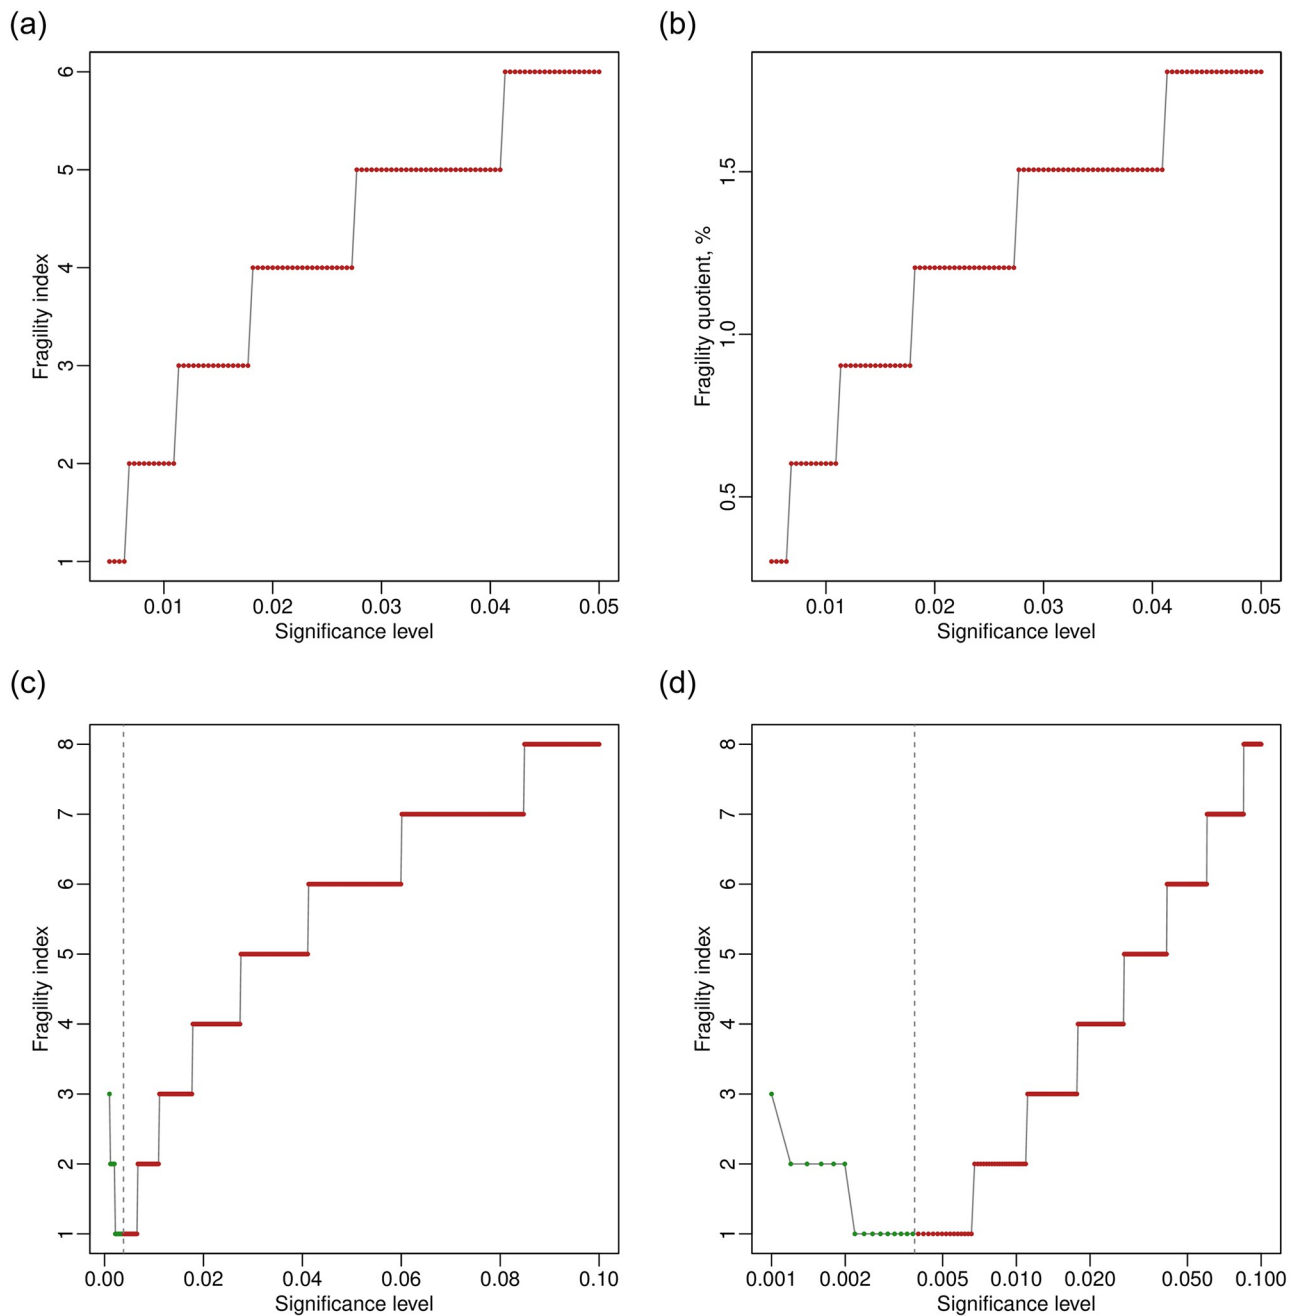 (a)
6
5
4
3
2
1
Fragility index
0.01 0.02 0.03 0.04 0.05
Significance level
(b)
1.5
1.0
0.5
Fragility quotient, %
0.01 0.02 0.03 0.04 0.05
Significance level
(c)
8
7
6
5
4
3
2
1
Fragility index
0.00 0.02 0.04 0.06 0.08 0.10
Significance level
(d)
8
7
6
5
4
3
2
1
Fragility index
0.001 0.002 0.005 0.010 0.020 0.050 0.100
Significance level